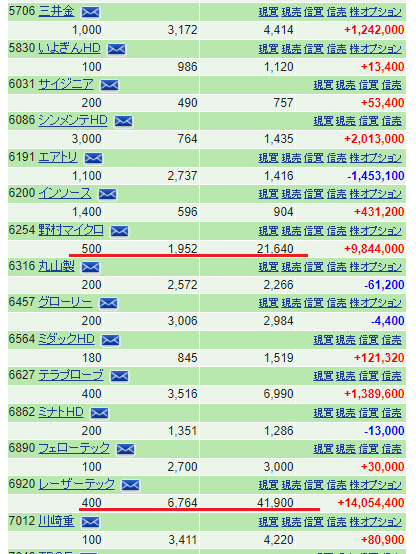 5706 三井金 現買 現売 信買 信売 株オプション
1,000 3,172 4,414 +1,242,000
5830 いよぎんHD 現買 現売 信買 信売 株オプション
100 986 1,120 +13,400
6031 サイジニア 現買 現売 信買 信売
200 490 757 +53,400
6086 シンメンテHD 現買 現売 信買 信売
3,000 764 1,435 +2,013,000
6191 エアトリ 現買 現売 信買 信売 株オプション
1,100 2,737 1,416 -1,453,100
6200 インソース 現買 現売 信買 信売 株オプション
1,400 596 904 +431,200
6254 野村マイクロ 現買 現売 信買 信売 株オプション
500 1,952 21,640 +9,844,000
6316 丸山製 現買 現売 信買 信売 株オプション
200 2,572 2,266 -61,200
6457 グローリー 現買 現売 信買 信売 株オプション
200 3,006 2,984 -4,400
6564 ミダックHD 現買 現売 信買 信売 株オプション
180 845 1,519 +121,320
6627 テラプローブ 現買 現売 信買 信売 株オプション
400 3,516 6,990 +1,389,600
6862 ミナトHD 現買 現売 信買 信売 株オプション
200 1,351 1,286 -13,000
6890 フェローテック 現買 現売 信買 信売 株オプション
100 2,700 3,000 +30,000
6920 レーザーテック 現買 現売 信買 信売 株オプション
400 6,764 41,900 +14,054,400
7012 川崎重 現買 現売 信買 信売 株オプション
100 3,411 4,220 +80,900